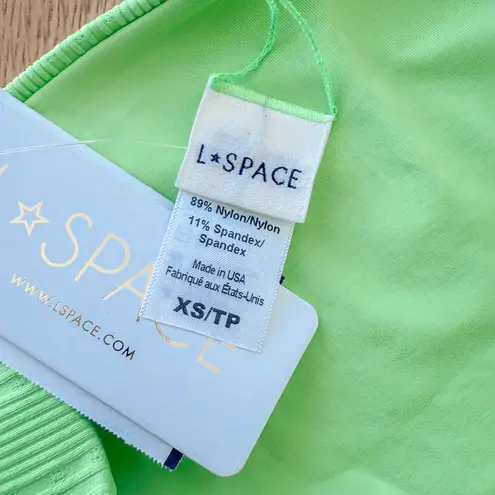 L★SPACE
89% Nylon/Nylon
11% Spandex/
Spandex
Made in USA
Fabriqué aux États-Unis
XS/TP
★SPACE
WWW.LSPACE.COM